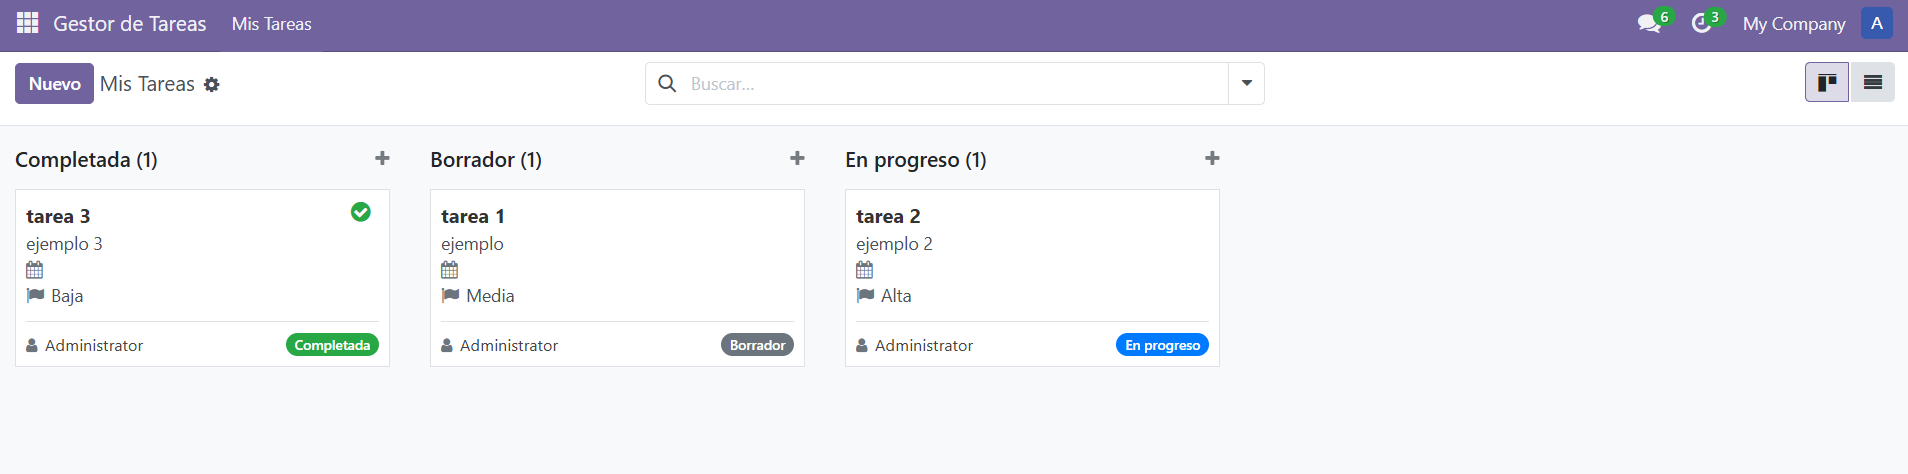 Gestor de Tareas Mis Tareas 6 3 My Company A
Nuevo Mis Tareas Buscar...
Completada (1)
tarea 3
ejemplo 3
Baja
Administrator Completada
Borrador (1)
tarea 1
ejemplo
Media
Administrator Borrador
En progreso (1)
tarea 2
ejemplo 2
Alta
Administrator En progreso